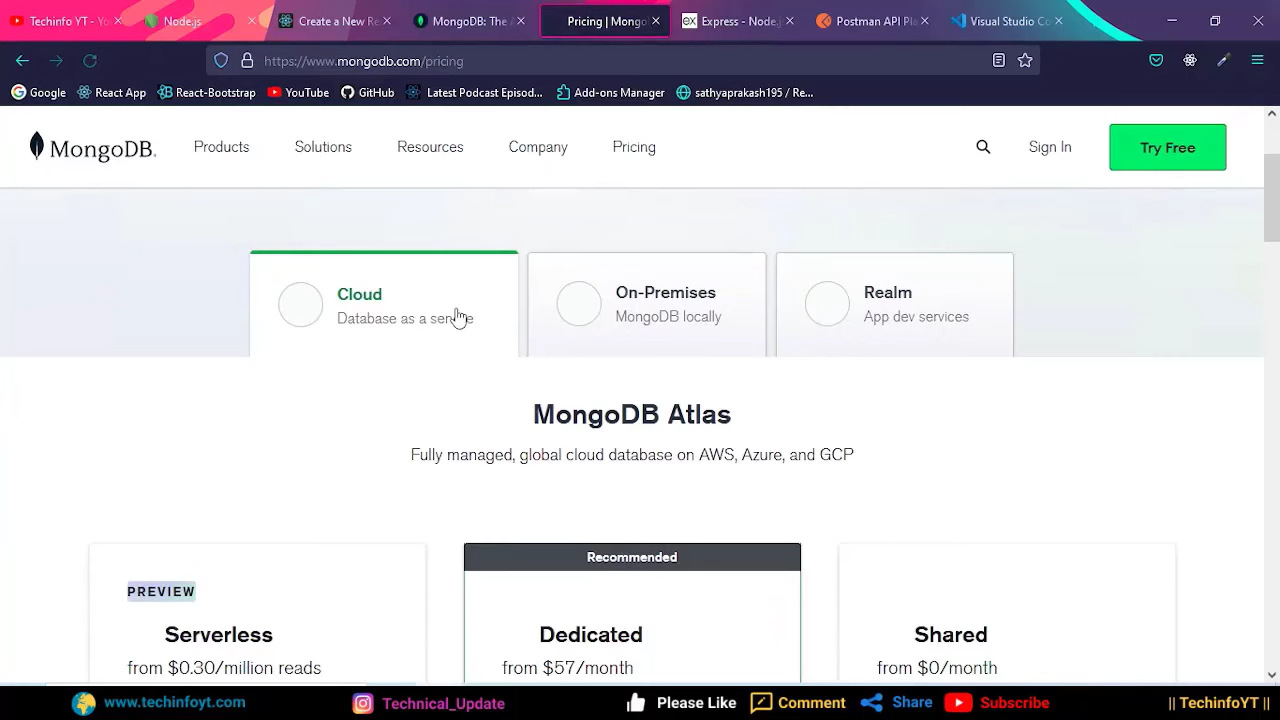 Techinfo YT - Yo
Node.js
Create a New Re
MongoDB: The A
Pricing | Mongo
Express - Node.j
Postman API Pla
Visual Studio Co
https://www.mongodb.com/pricing
Google
React App
React-Bootstrap
YouTube
GitHub
Latest Podcast Episod...
Add-ons Manager
sathyaprakash195 / Re...
MongoDB.
Products
Solutions
Resources
Company
Pricing
Sign In
Try Free
Cloud
Database as a service
On-Premises
MongoDB locally
Realm
App dev services
MongoDB Atlas
Fully managed, global cloud database on AWS, Azure, and GCP
PREVIEW
Serverless
from $0.30/million reads
Recommended
Dedicated
from $57/month
Shared
from $0/month
www.techinfoyt.com
Technical_Update
Please Like
Comment
Share
Subscribe
|| TechinfoYT ||